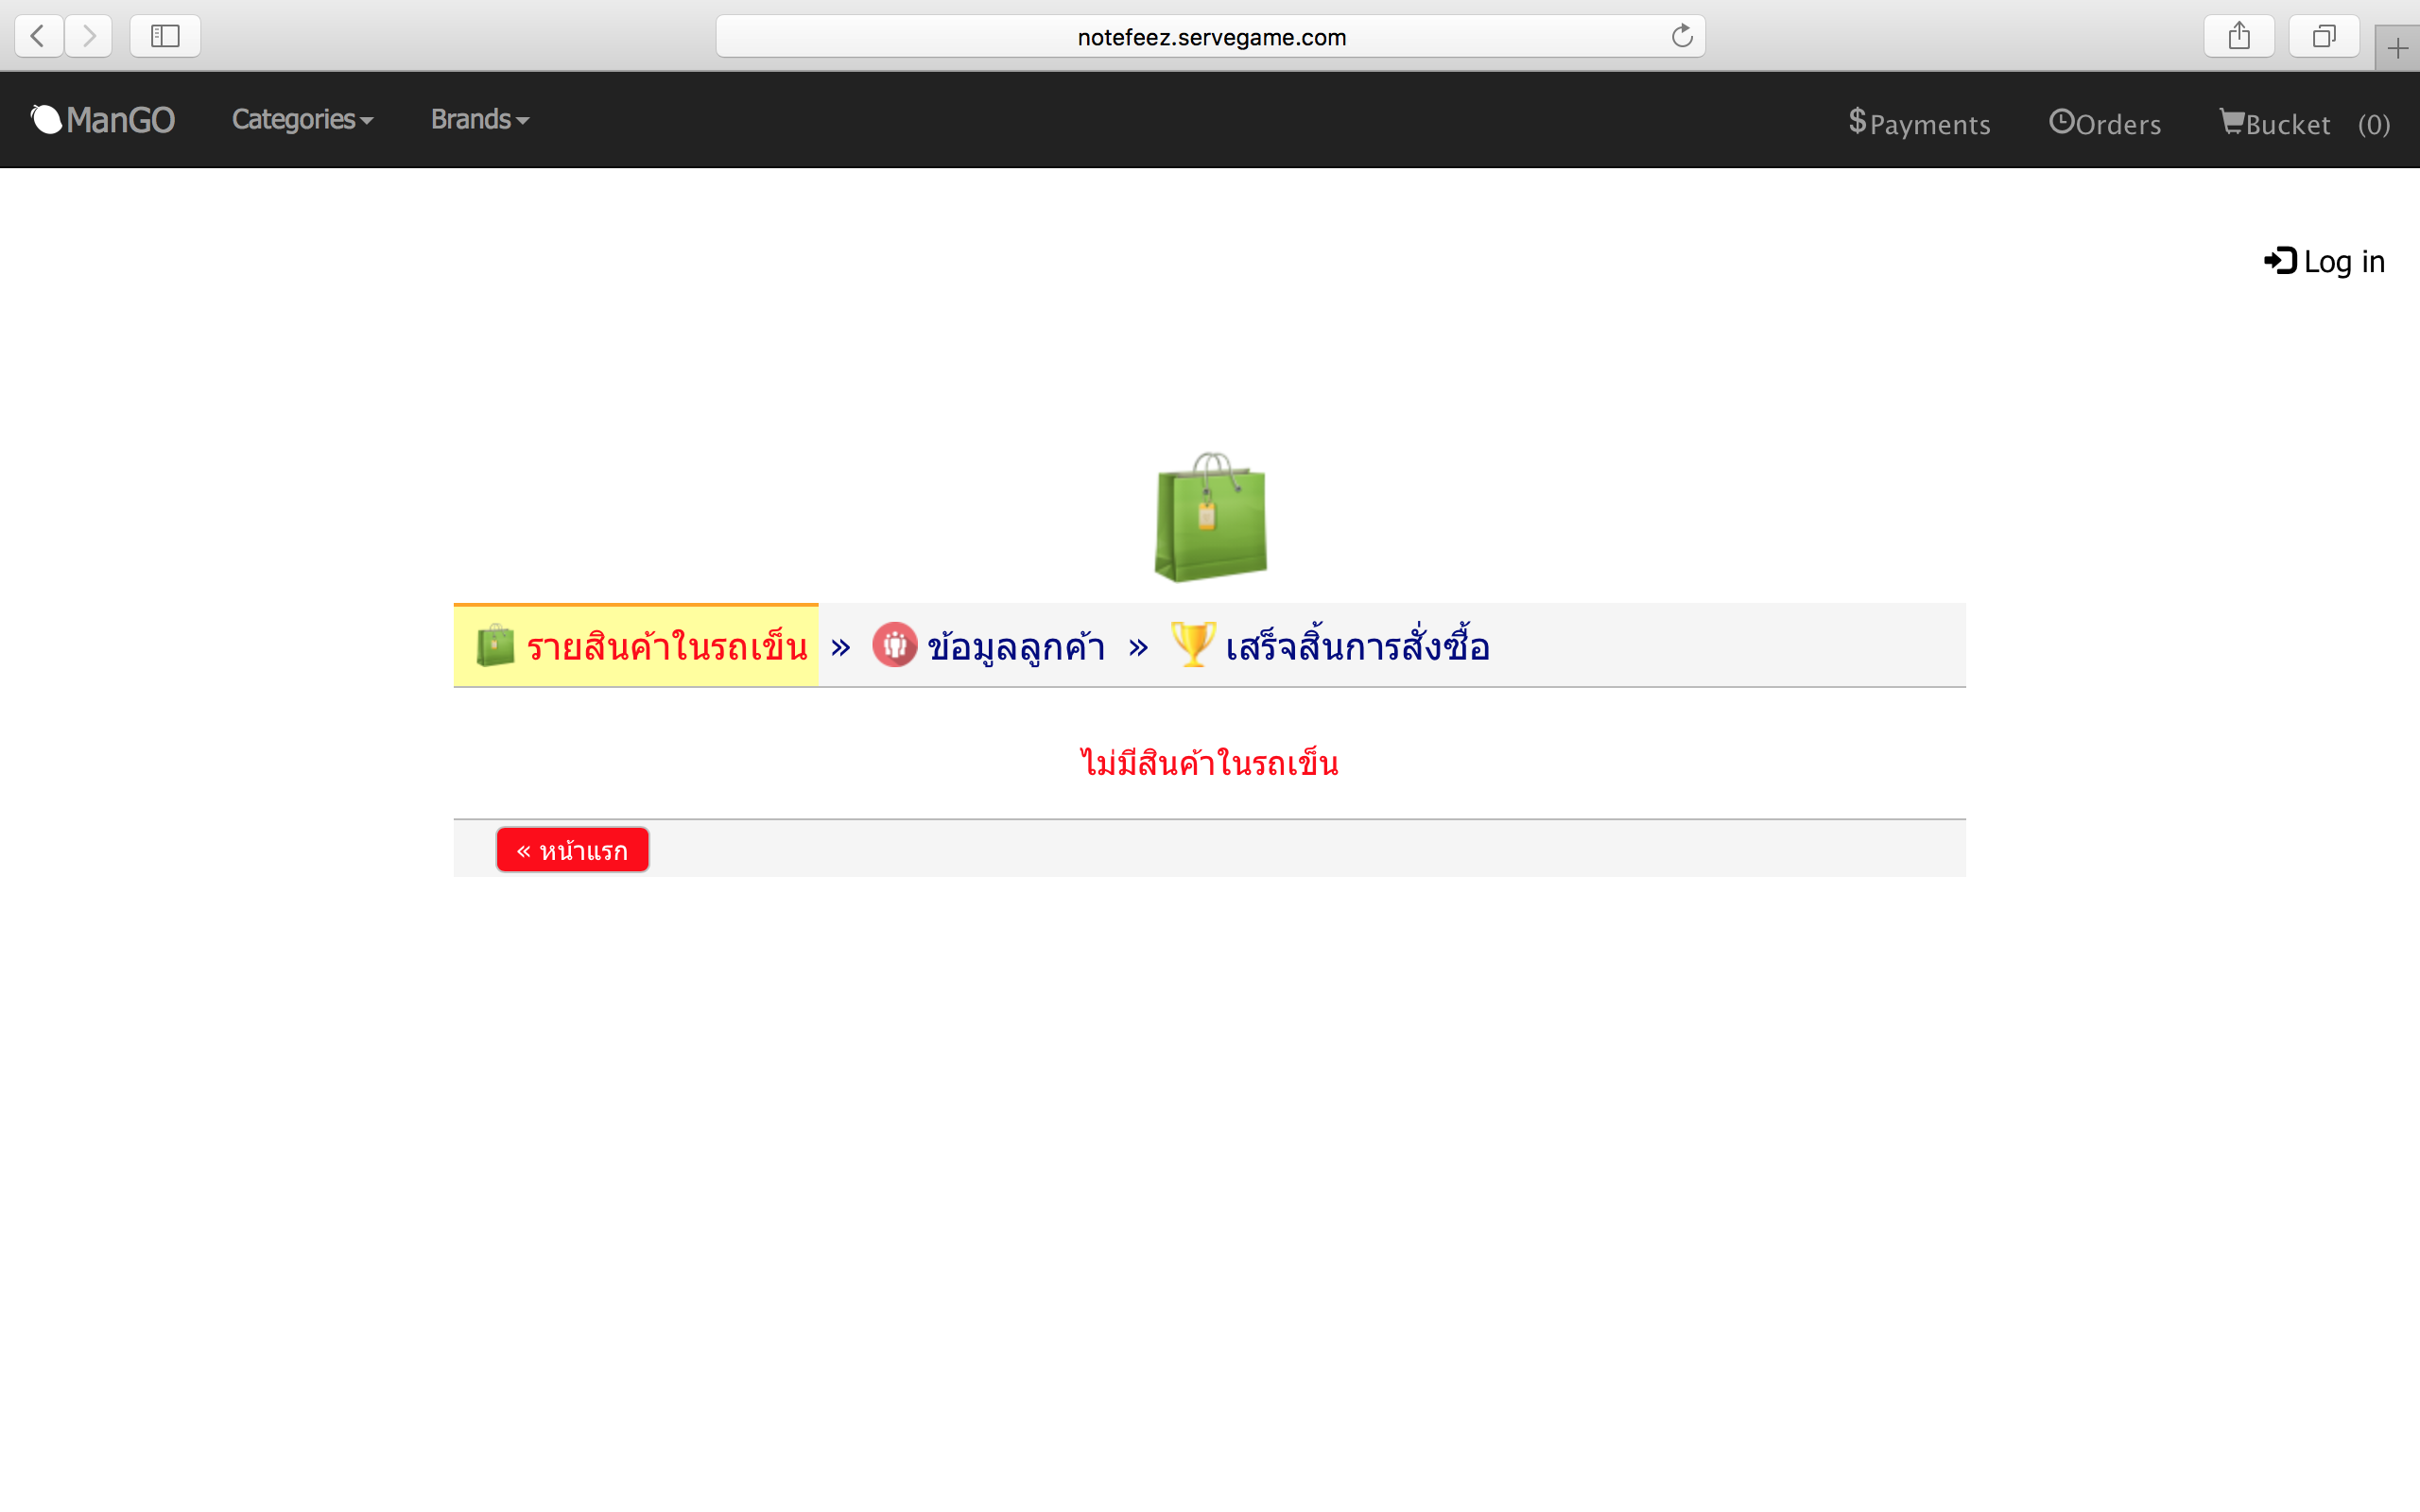 notefeez.servegame.com
ManGO Categories Brands $Payments Orders Bucket (0)
Log in
รายสินค้าในรถเข็น » ข้อมูลลูกค้า » เสร็จสิ้นการสั่งซื้อ
ไม่มีสินค้าในรถเข็น
« หน้าแรก